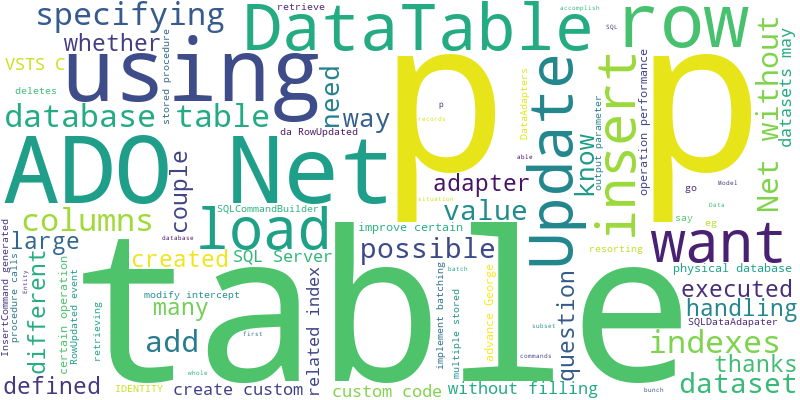 specifying
retrieve
DataTable
row
accomplish
SQL
whether
using
p p
VSTS C
stored procedure
need
way
Update
insert
operation performance
Net without
datasets may
deletes
DataAdapters
database table
da RowUpdated
p
records
know
output parameter
ADO Net
couple
able
adapter
situation
go
Model
SQLCommandBuilder
value
Data
say
eg
columns
load
improve certain
want
resorting
large
created
SQL Server
possible
table
database
InsertCommand generated
procedure calls
Entity
different
certain operation
RowUpdated event
retrieving
modify intercept
many
related index
batch
implement batching
multiple stored
advance George
question
physical database
executed
handling
SQLDataAdapater
add
first
subset
commands
indexes
thanks
defined
IDENTITY
whole
create custom
custom code
without filling
bunch
dataset